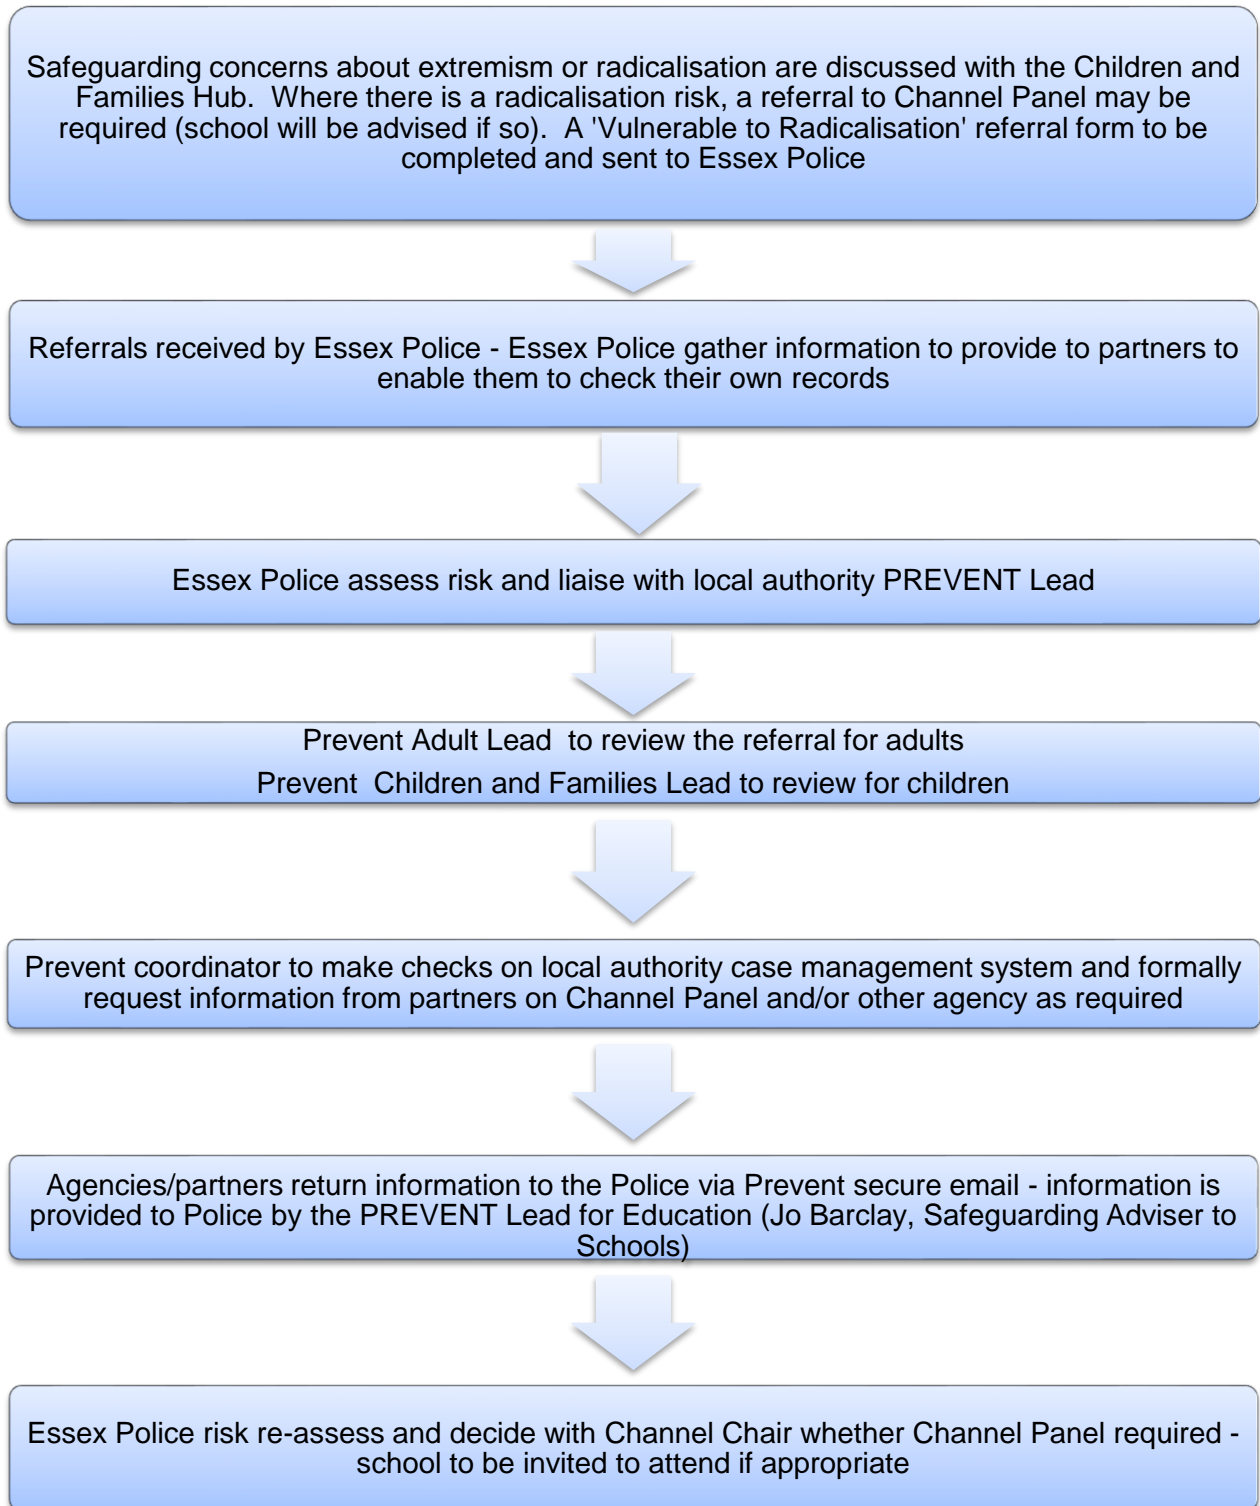 Safeguarding concerns about extremism or radicalisation are discussed with the Children and
Families Hub.  Where there is a radicalisation risk, a referral to Channel Panel may be
required (school will be advised if so).  A 'Vulnerable to Radicalisation' referral form to be
completed and sent to Essex Police
Referrals received by Essex Police - Essex Police gather information to provide to partners to
enable them to check their own records
Essex Police assess risk and liaise with local authority PREVENT Lead
Prevent Adult Lead  to review the referral for adults
Prevent  Children and Families Lead to review for children
Prevent coordinator to make checks on local authority case management system and formally
request information from partners on Channel Panel and/or other agency as required
Agencies/partners return information to the Police via Prevent secure email - information is
provided to Police by the PREVENT Lead for Education (Jo Barclay, Safeguarding Adviser to
Schools)
Essex Police risk re-assess and decide with Channel Chair whether Channel Panel required -
school to be invited to attend if appropriate